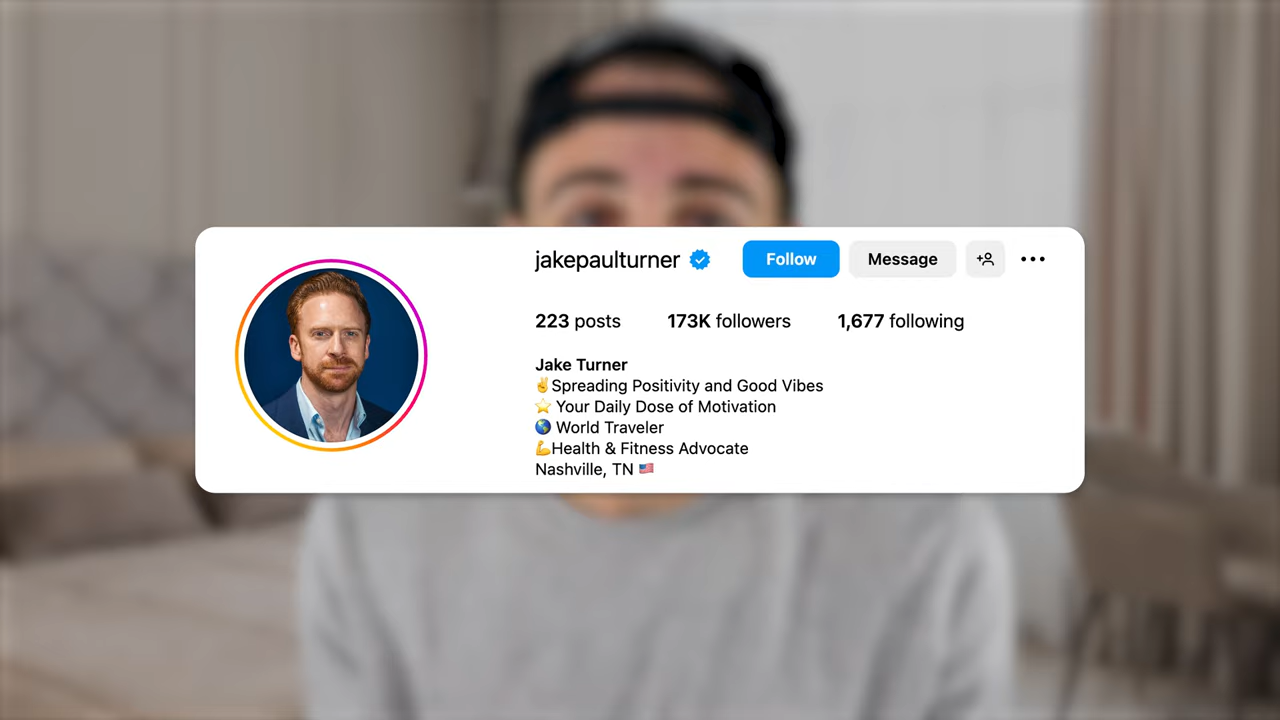 jakepaulturner Follow Message
223 posts 173K followers 1,677 following
Jake Turner
✌️Spreading Positivity and Good Vibes
⭐ Your Daily Dose of Motivation
🌎 World Traveler
💪Health & Fitness Advocate
Nashville, TN 🇺🇸